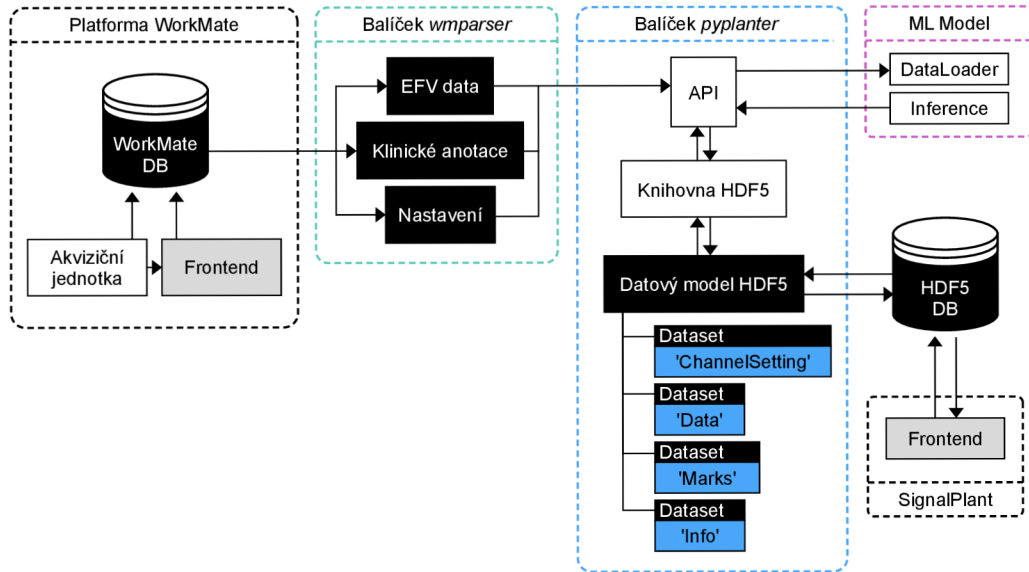 Platforma WorkMate
WorkMate
DB
Akviziční
jednotka
Frontend
Balíček wmparser
EFV data
Klinické anotace
Nastavení
Balíček pyplanter
API
Knihovna HDF5
Datový model HDF5
Dataset
'ChannelSetting'
Dataset
'Data'
Dataset
'Marks'
Dataset
'Info'
ML Model
DataLoader
Inference
HDF5
DB
Frontend
SignalPlant